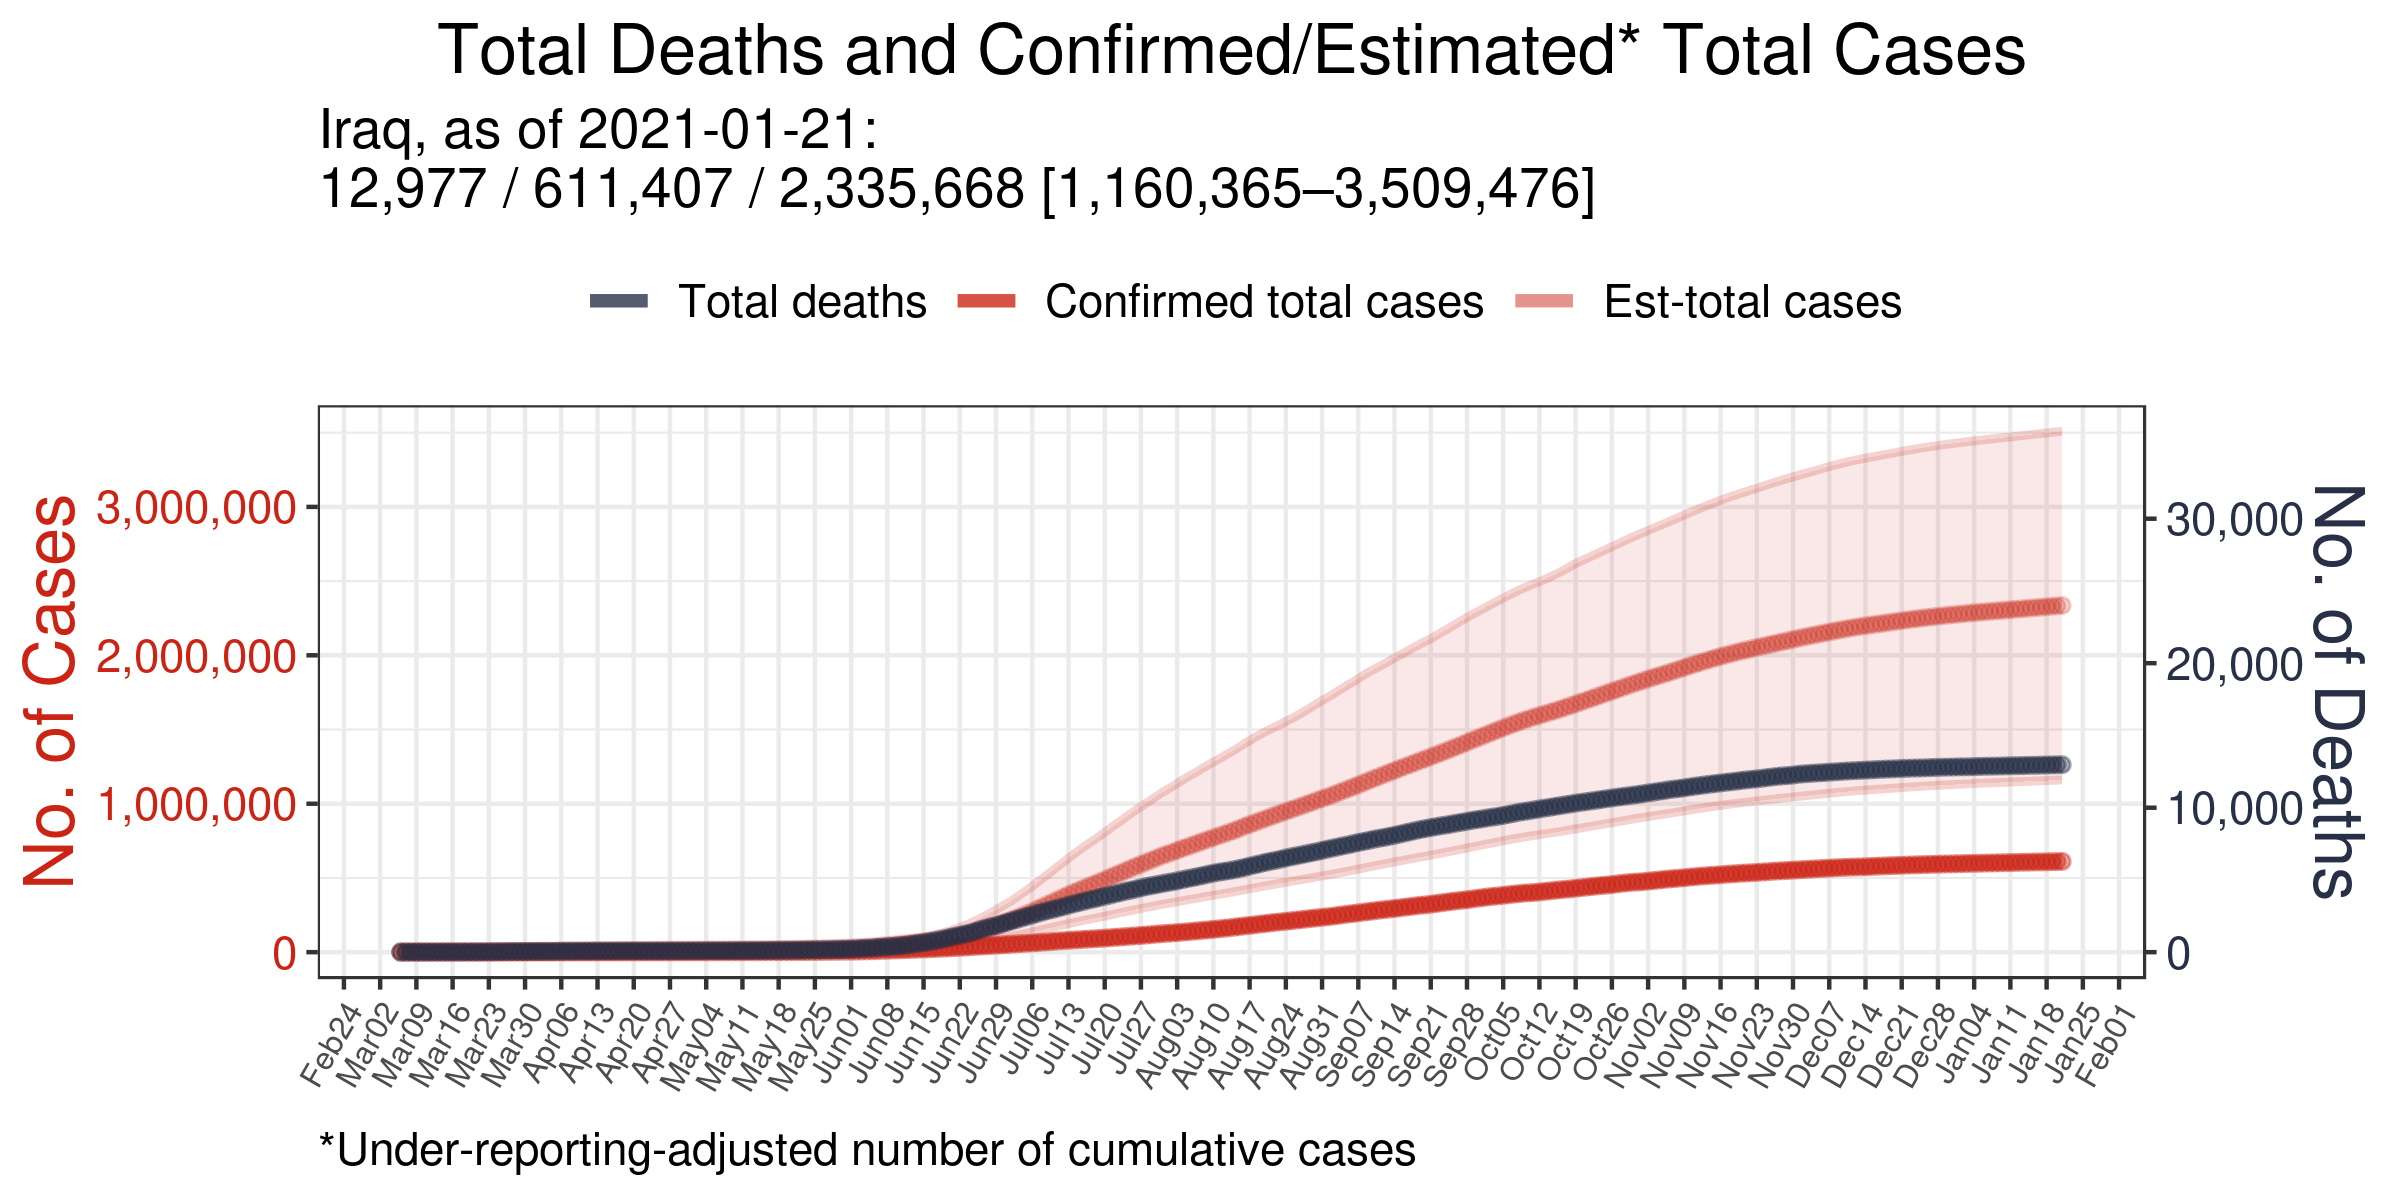 Total Deaths and Confirmed/Estimated* Total Cases
Iraq, as of 2021-01-21:
12,977 / 611,407 / 2,335,668 [1,160,365–3,509,476]
Total deaths
Confirmed total cases
Est-total cases
No. of Cases
3,000,000
2,000,000
1,000,000
0
30,000
20,000
10,000
0
No. of Deaths
Feb24
Mar02
Mar09
Mar16
Mar23
Mar30
Apr06
Apr13
Apr20
Apr27
May04
May11
May18
May25
Jun01
Jun08
Jun15
Jun22
Jun29
Jul06
Jul13
Jul20
Jul27
Aug03
Aug10
Aug17
Aug24
Aug31
Sep07
Sep14
Sep21
Sep28
Oct05
Oct12
Oct19
Oct26
Nov02
Nov09
Nov16
Nov23
Nov30
Dec07
Dec14
Dec21
Dec28
Jan04
Jan11
Jan18
Jan25
Feb01
*Under-reporting-adjusted number of cumulative cases